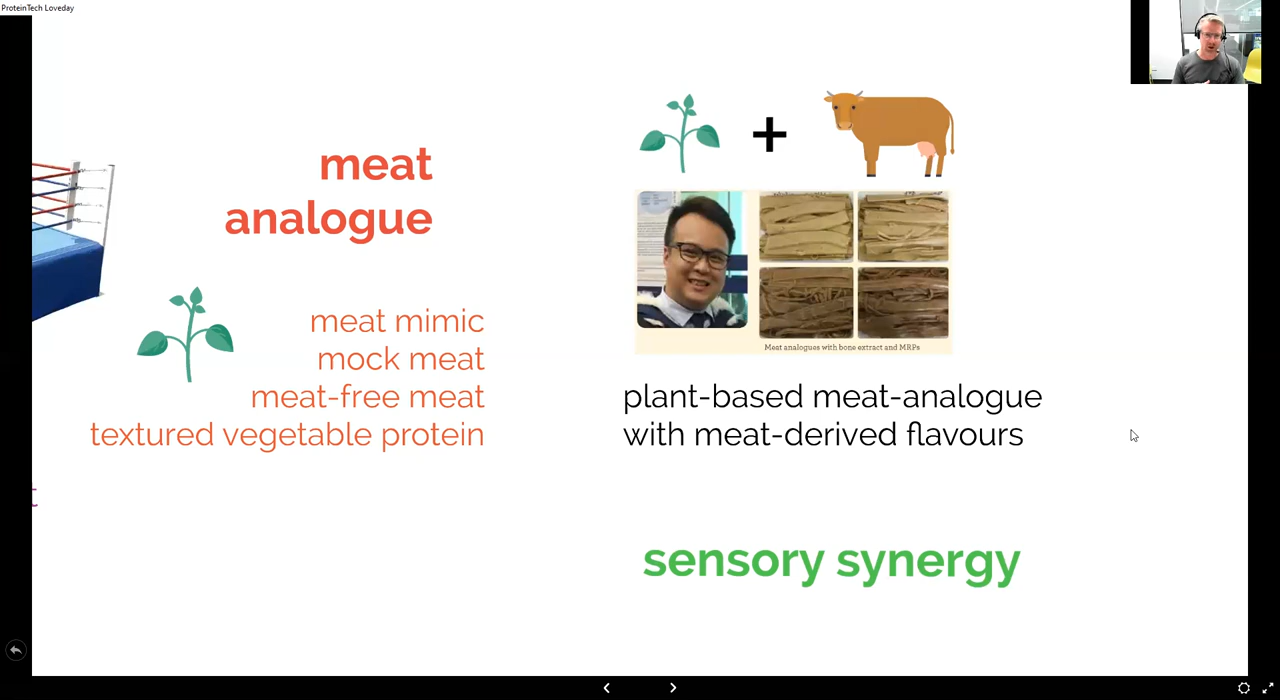 ProteinTech Loveday
meat
analogue
meat mimic
mock meat
meat-free meat
textured vegetable protein
+
Meat analogues with bone extract and MRPs
plant-based meat-analogue
with meat-derived flavours
sensory synergy